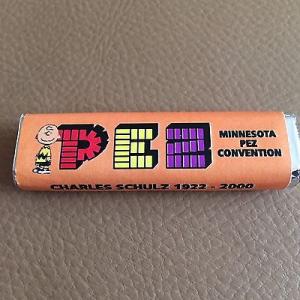 PEZ
MINNESOTA
PEZ
CONVENTION
CHARLES SCHULZ 1922 - 2000